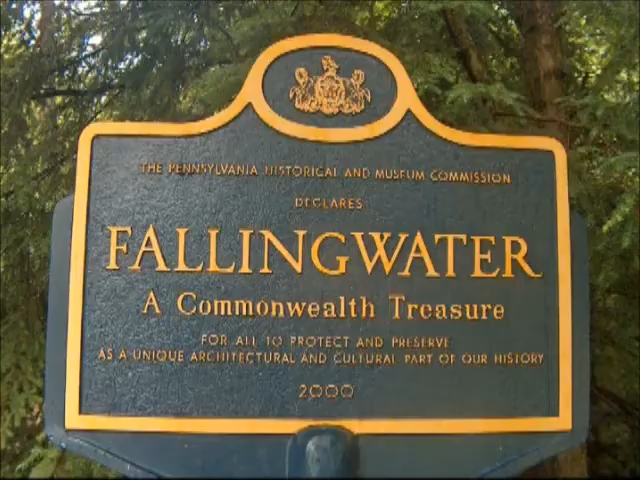 THE PENNSYLVANIA HISTORICAL AND MUSEUM COMMISSION
DECLARES
FALLINGWATER
A Commonwealth Treasure
FOR ALL TO PROTECT AND PRESERVE
AS A UNIQUE ARCHITECTURAL AND CULTURAL PART OF OUR HISTORY
2000